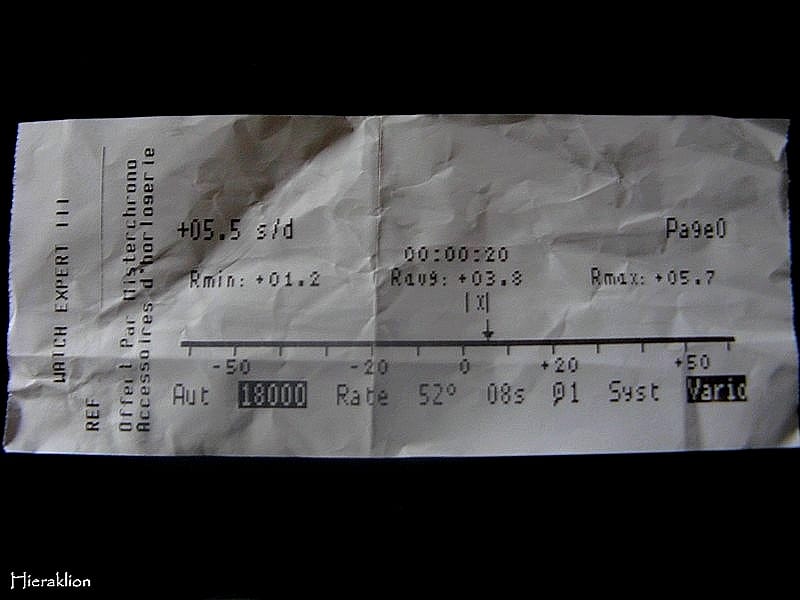 WATCH EXPERT III
REF
Offert Par Misterchrono
Accessoires d'horlogerie
+05.5 s/d
Page0
00:00:20
Rmin: +01.2 Ravg: +03.8 Rmax: +05.7
|X|
-50 -20 0 +20 +50
Aut 18000 Rate 52° 08s @1 Syst Vario
Hieraklion